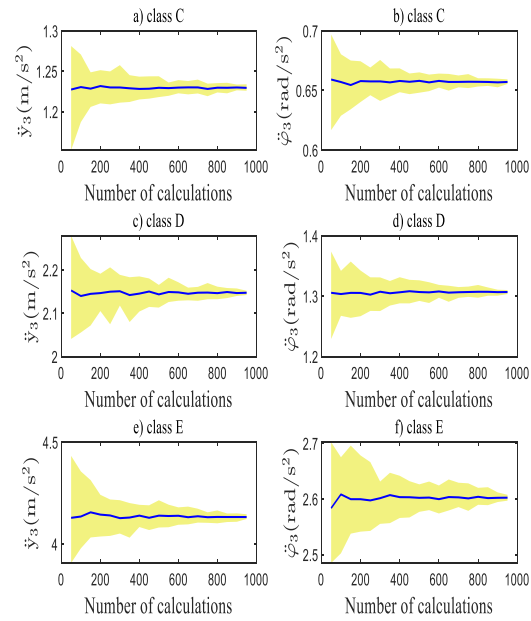 a) class C
1.3
1.25
1.2
ÿ₃(m/s²)
0 200 400 600 800 1000
Number of calculations
b) class C
0.7
0.65
0.6
φ̈₃(rad/s²)
0 200 400 600 800 1000
Number of calculations
c) class D
2.2
2.1
2
ÿ₃(m/s²)
0 200 400 600 800 1000
Number of calculations
d) class D
1.4
1.3
1.2
φ̈₃(rad/s²)
0 200 400 600 800 1000
Number of calculations
e) class E
4.5
4
ÿ₃(m/s²)
0 200 400 600 800 1000
Number of calculations
f) class E
2.7
2.6
2.5
φ̈₃(rad/s²)
0 200 400 600 800 1000
Number of calculations